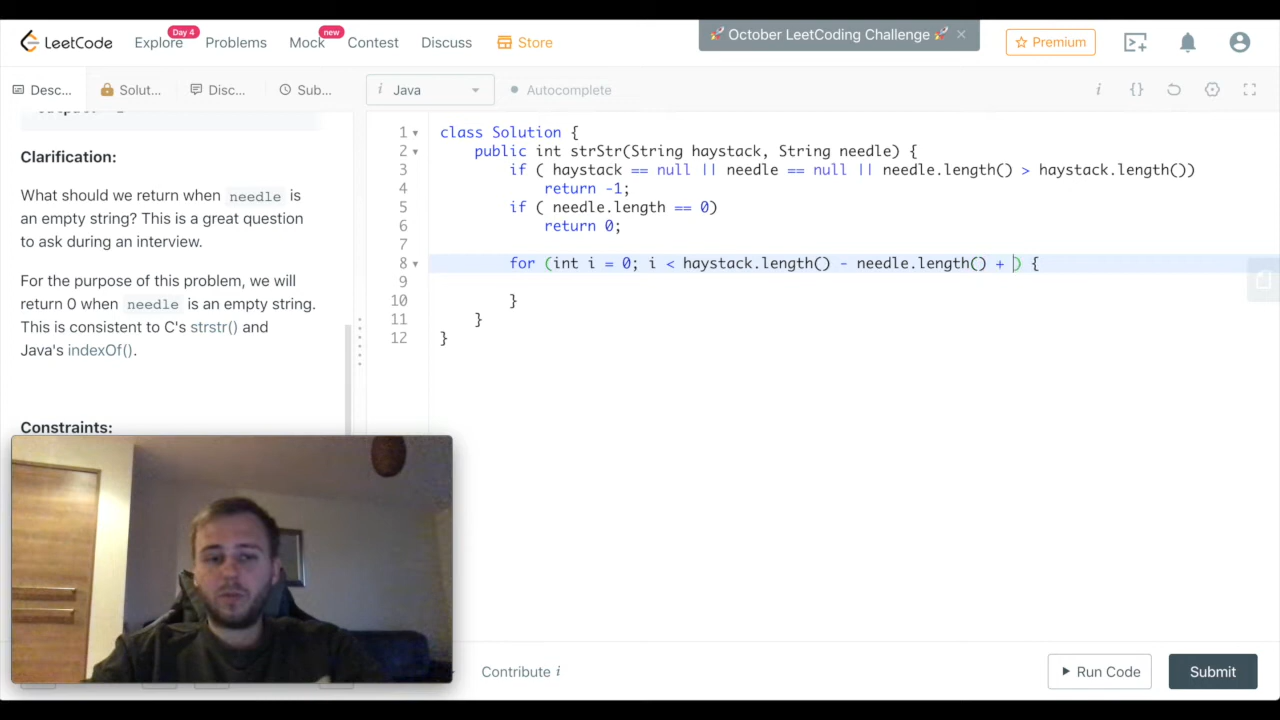 LeetCode
Explore
Day 4
Problems
Mock
new
Contest
Discuss
Store
🚀 October LeetCoding Challenge 🚀 ×
Premium
Desc...
Solut...
Disc...
Sub...
i Java
Autocomplete
i {}
Clarification:
What should we return when needle is
an empty string? This is a great question
to ask during an interview.
For the purpose of this problem, we will
return 0 when needle is an empty string.
This is consistent to C's strstr() and
Java's indexOf().
Constraints:
1 class Solution {
2 public int strStr(String haystack, String needle) {
3 if ( haystack == null || needle == null || needle.length() > haystack.length())
4 return -1;
5 if ( needle.length == 0)
6 return 0;
7
8 for (int i = 0; i < haystack.length() - needle.length() + ) {
9
10 }
11 }
12 }
Contribute i
Run Code
Submit